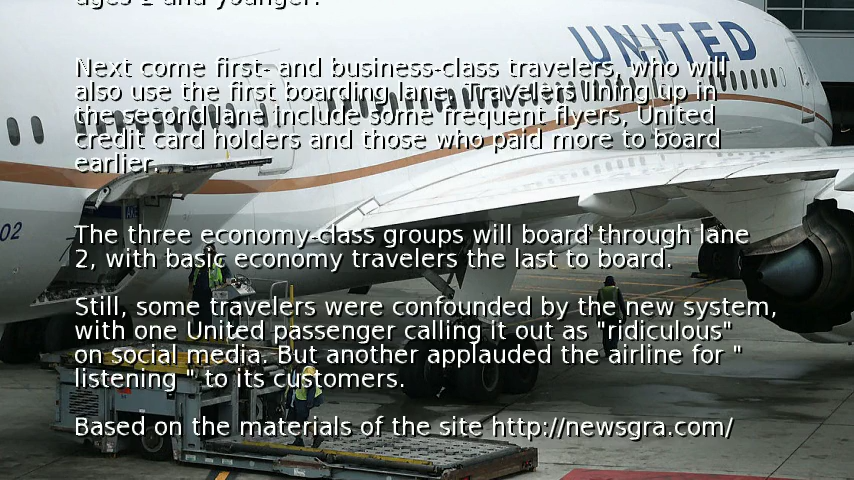 ages 2 and younger.
UNITED
Next come first- and business-class travelers, who will
also use the first boarding lane. Travelers lining up in
the second lane include some frequent flyers, United
credit card holders and those who paid more to board
earlier.
02
The three economy-class groups will board through lane
2, with basic economy travelers the last to board.
Still, some travelers were confounded by the new system,
with one United passenger calling it out as "ridiculous"
on social media. But another applauded the airline for "
listening " to its customers.
Based on the materials of the site http://newsgra.com/